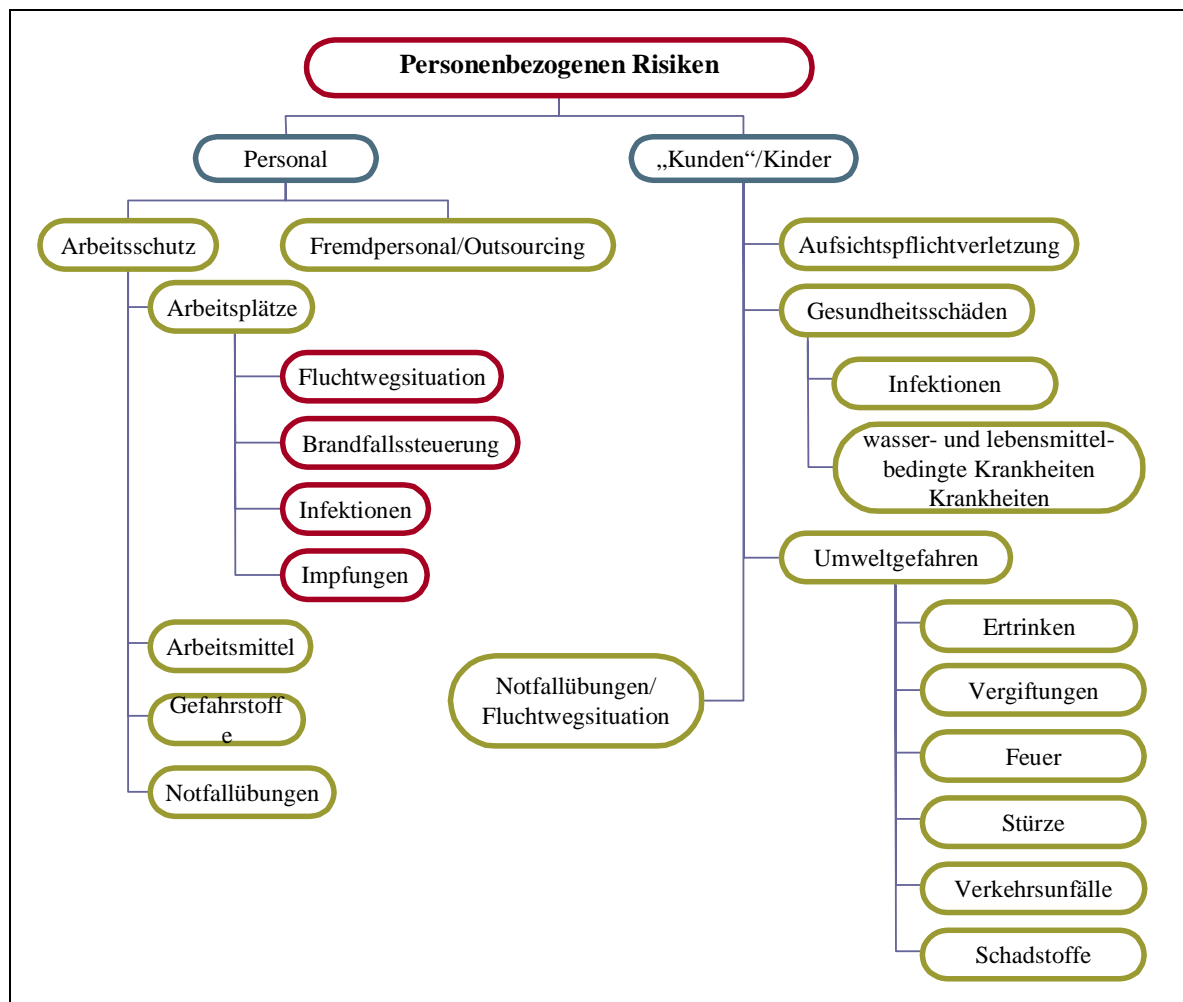 Personenbezogenen Risiken
Personal
„Kunden“/Kinder
Arbeitsschutz
Fremdpersonal/Outsourcing
Aufsichtspflichtverletzung
Arbeitsplätze
Gesundheitsschäden
Fluchtwegsituation
Infektionen
Brandfallssteuerung
wasser- und lebensmittel-
bedingte Krankheiten
Krankheiten
Infektionen
Impfungen
Umweltgefahren
Ertrinken
Arbeitsmittel
Notfallübungen/
Fluchtwegsituation
Vergiftungen
Gefahrstoff
e
Feuer
Notfallübungen
Stürze
Verkehrsunfälle
Schadstoffe